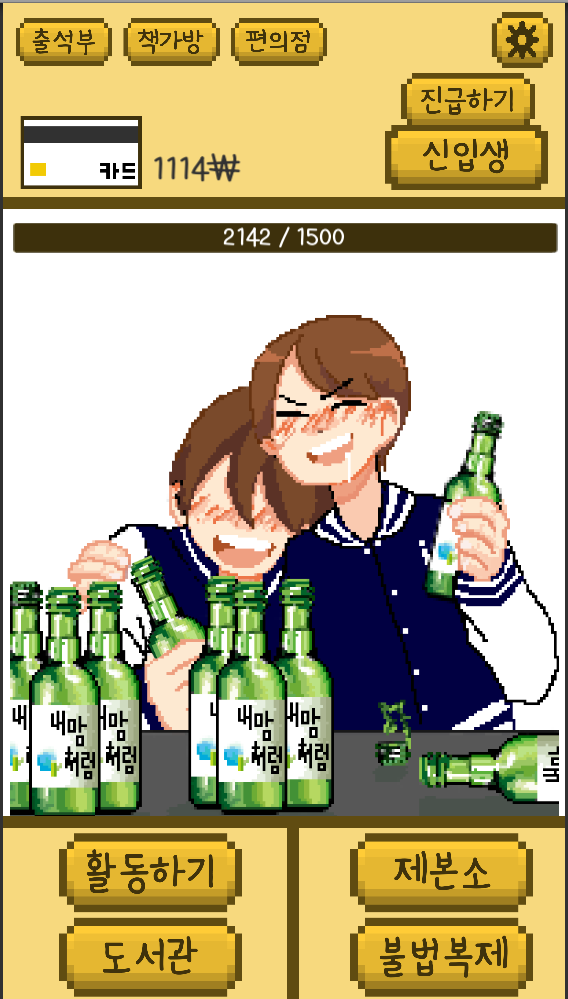 출석부 책가방 편의점
진급하기
신입생
카드 1114₩
2142 / 1500
내맘
처럼
내맘
처럼
내맘
처럼
내맘
처럼
활동하기 제본소
도서관 불법복제